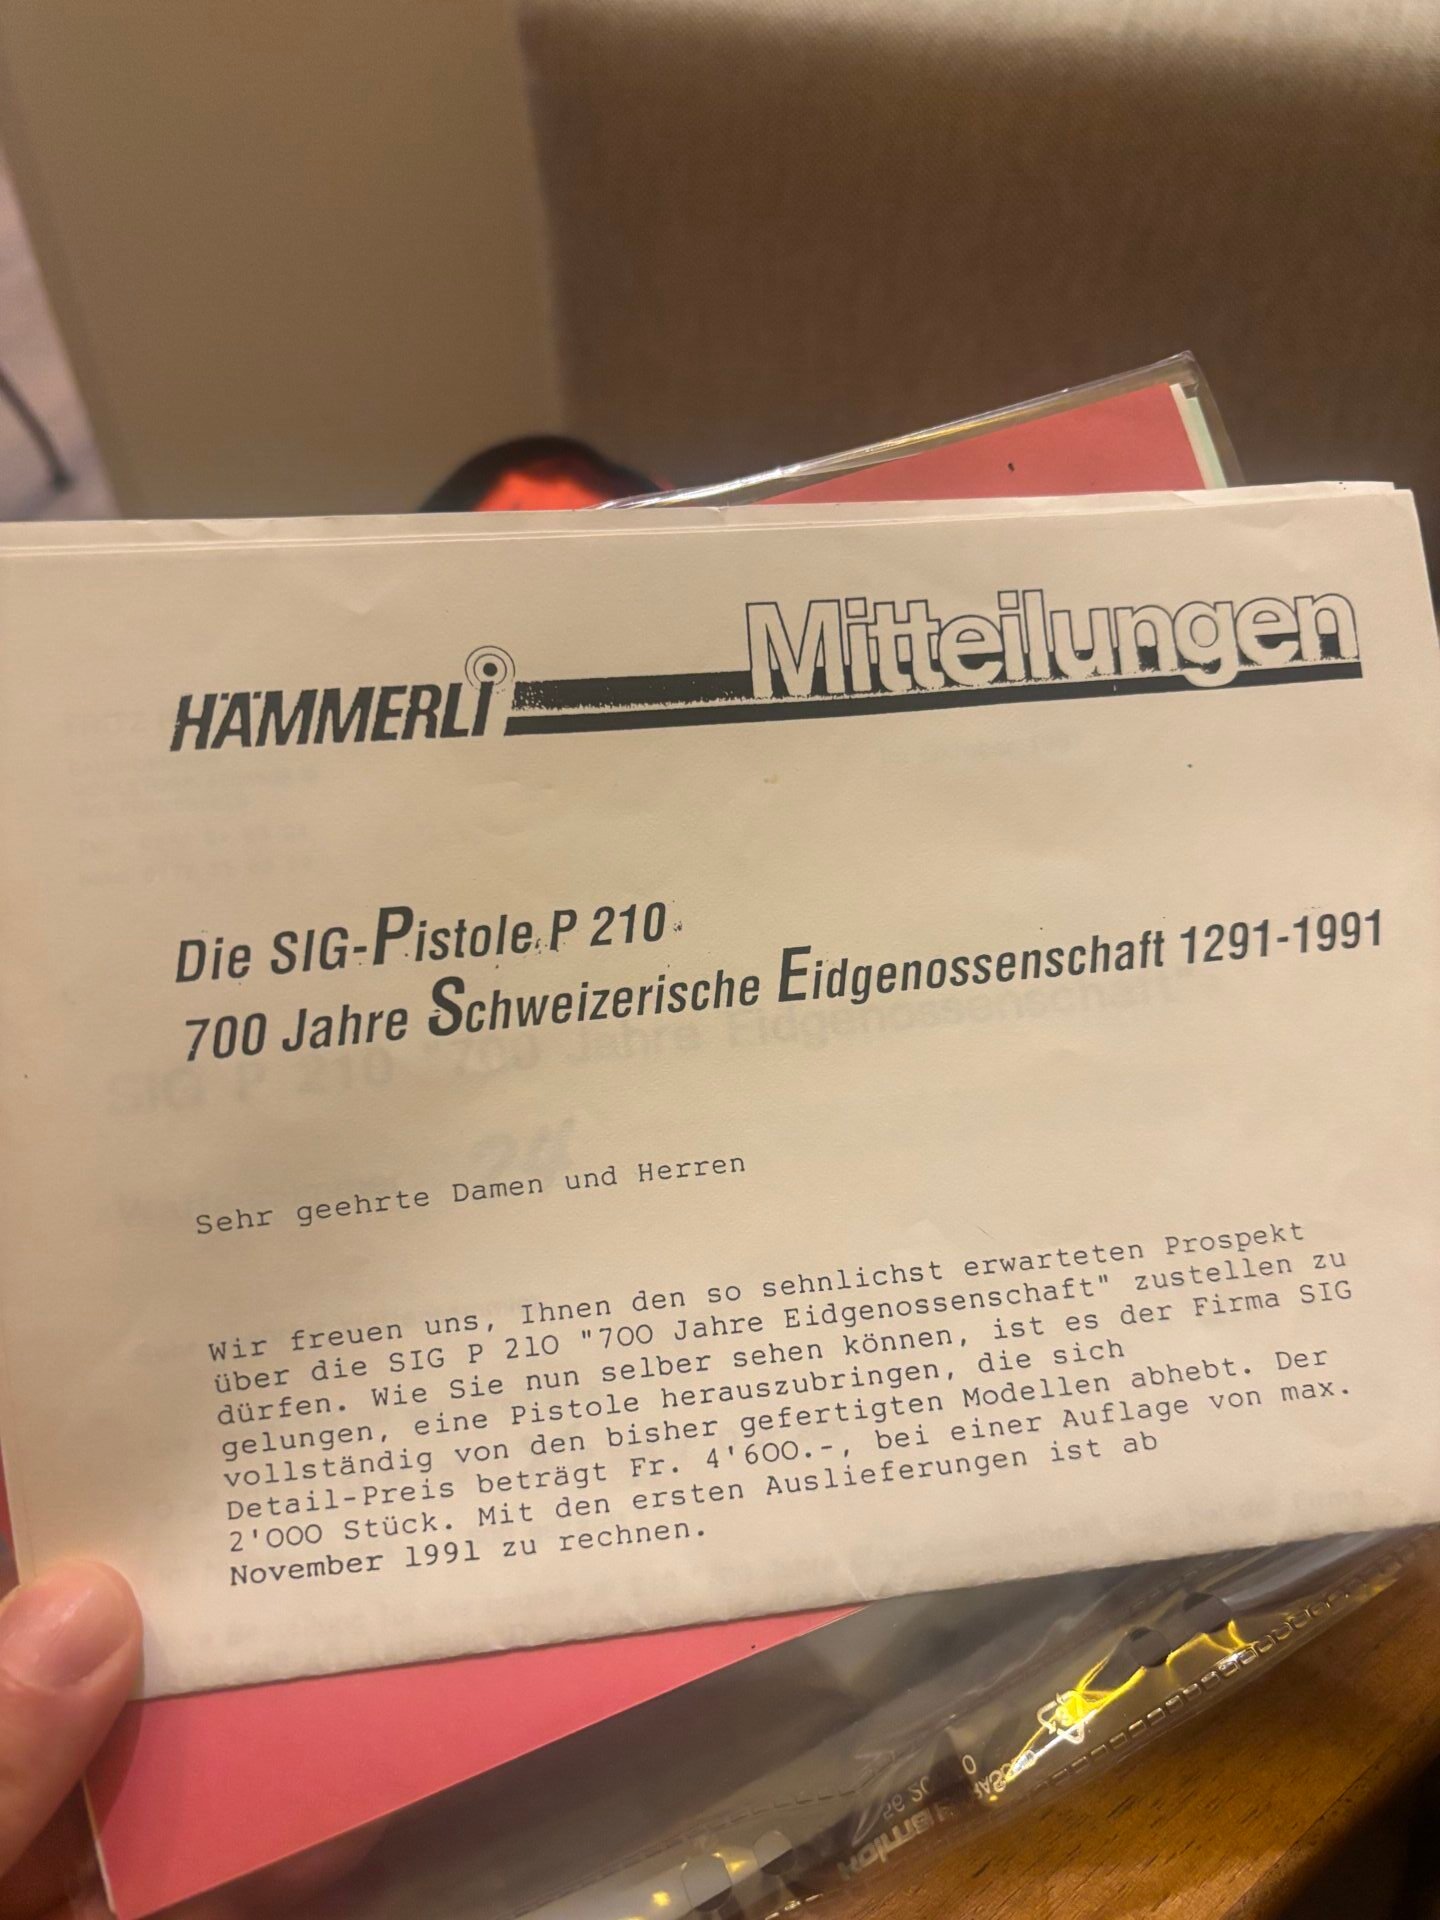 HÄMMERLI Mitteilungen
Die SIG-Pistole P 210
700 Jahre Schweizerische Eidgenossenschaft 1291-1991
Sehr geehrte Damen und Herren
Wir freuen uns, Ihnen den so sehnlichst erwarteten Prospekt
über die SIG P 210 "700 Jahre Eidgenossenschaft" zustellen zu
dürfen. Wie Sie nun selber sehen können, ist es der Firma SIG
gelungen, eine Pistole herauszubringen, die sich
vollständig von den bisher gefertigten Modellen abhebt. Der
Detail-Preis beträgt Fr. 4'600.-, bei einer Auflage von max.
2'000 Stück. Mit den ersten Auslieferungen ist ab
November 1991 zu rechnen.